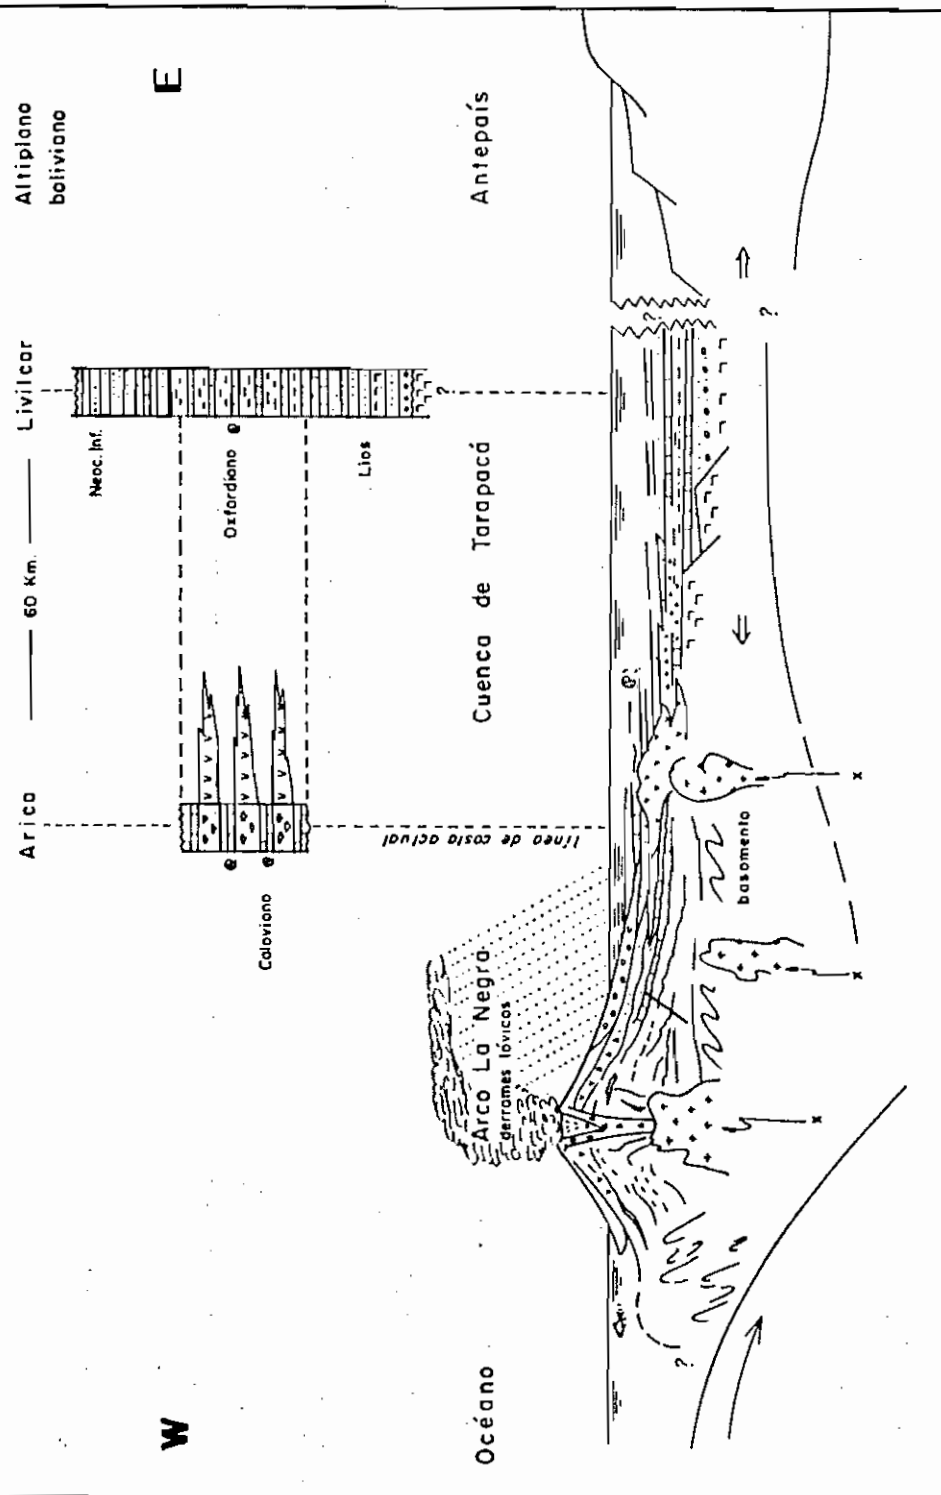 Arica
60 Km.
Livilcar
Altiplano
boliviano
W
E
Neoc. Inf.
Caloviano
Oxfordiano
Lias
?
línea de costa actual
Océano
Arco La Negra
derrames lávicos
Cuenca de Tarapacá
Antepaís
?
?
basamento
?
x
x
x